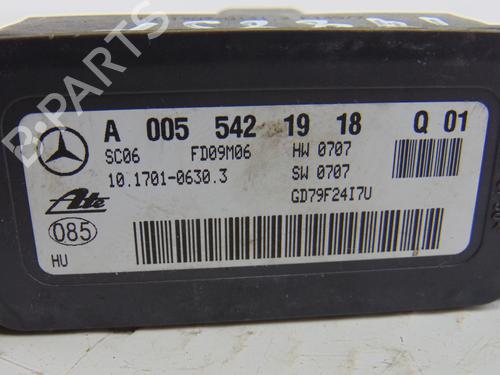 A 005 542 19 18 Q 01
SC06 FD09M06 HW 0707
10.1701-0630.3 SW 0707
GD79F24I7U
Ate
085
HU
B-PARTS